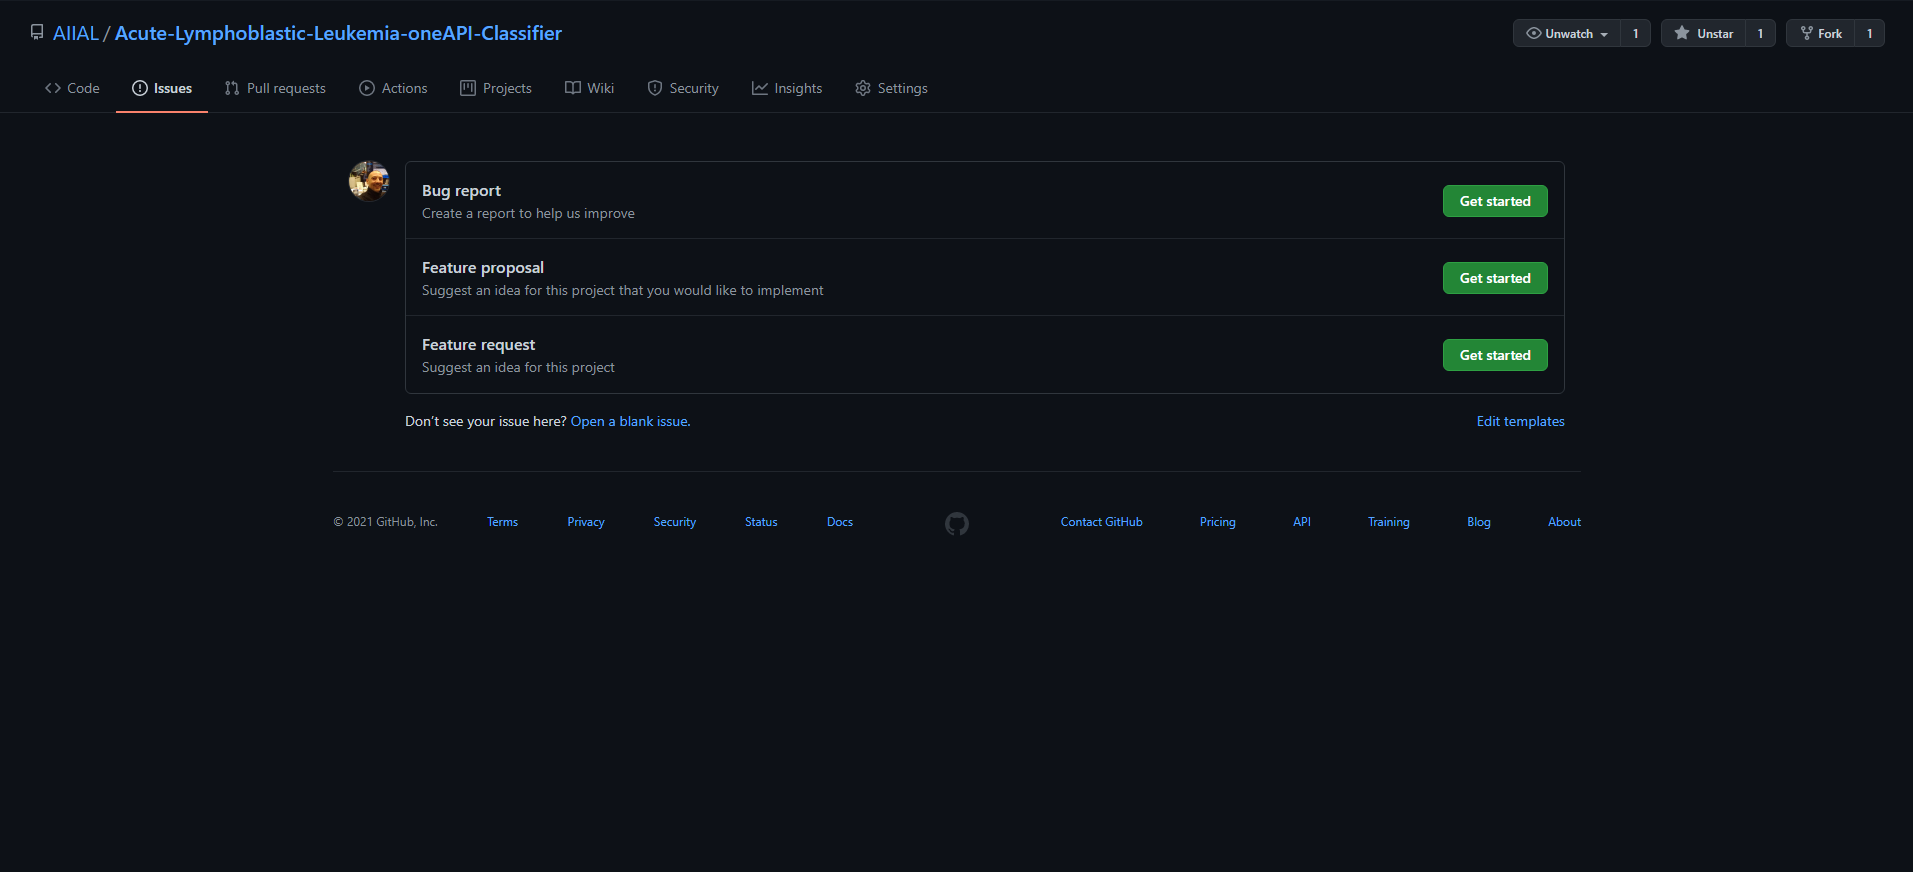 AIIAL / Acute-Lymphoblastic-Leukemia-oneAPI-Classifier
Unwatch 1 Unstar 1 Fork 1
Code Issues Pull requests Actions Projects Wiki Security Insights Settings
Bug report
Create a report to help us improve
Get started
Feature proposal
Suggest an idea for this project that you would like to implement
Get started
Feature request
Suggest an idea for this project
Get started
Don’t see your issue here? Open a blank issue.
Edit templates
© 2021 GitHub, Inc. Terms Privacy Security Status Docs Contact GitHub Pricing API Training Blog About